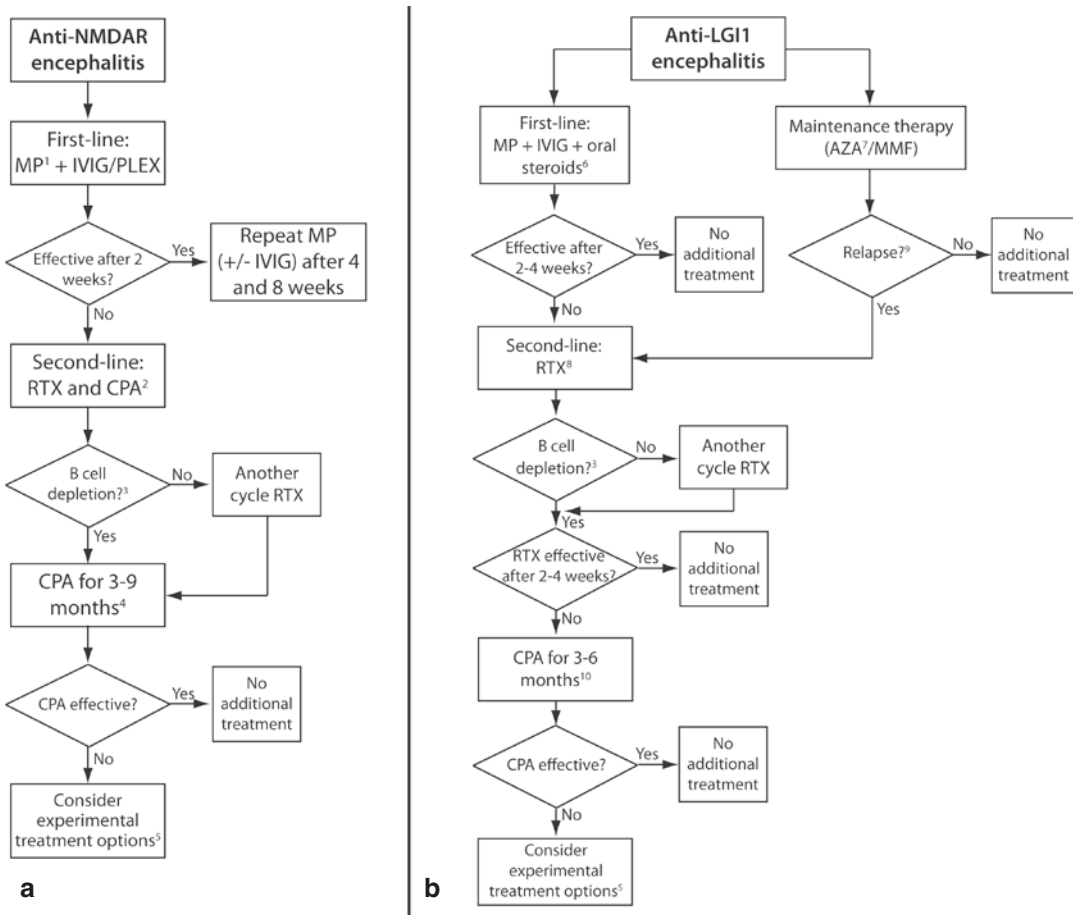 Anti-NMDAR
encephalitis
First-line:
MP¹ + IVIG/PLEX
Effective after 2
weeks?
Yes
Repeat MP
(+/- IVIG) after 4
and 8 weeks
No
Second-line:
RTX and CPA²
B cell
depletion?³
No
Another
cycle RTX
Yes
CPA for 3-9
months⁴
CPA effective?
Yes
No
additional
treatment
No
Consider
experimental
treatment options⁵
a
Anti-LGI1
encephalitis
First-line:
MP + IVIG + oral
steroids⁶
Maintenance therapy
(AZA⁷/MMF)
Effective after
2-4 weeks?
Yes
No
additional
treatment
Relapse?⁹
No
No
additional
treatment
No
Yes
Second-line:
RTX⁸
B cell
depletion?³
No
Another
cycle RTX
Yes
RTX effective
after 2-4 weeks?
Yes
No
additional
treatment
No
CPA for 3-6
months¹⁰
CPA effective?
Yes
No
additional
treatment
No
Consider
experimental
treatment options⁵
b